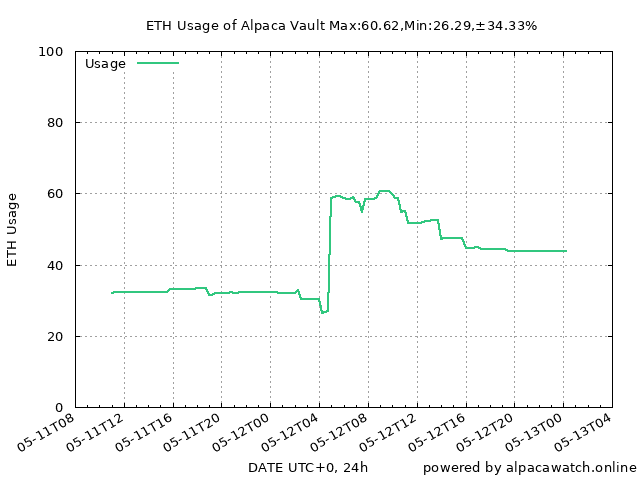 ETH Usage of Alpaca Vault Max:60.62,Min:26.29,±34.33%
Usage
100
80
60
40
20
0
ETH Usage
05-11T08
05-11T12
05-11T16
05-11T20
05-12T00
05-12T04
05-12T08
05-12T12
05-12T16
05-12T20
05-13T00
05-13T04
DATE UTC+0, 24h
powered by alpacawatch.online